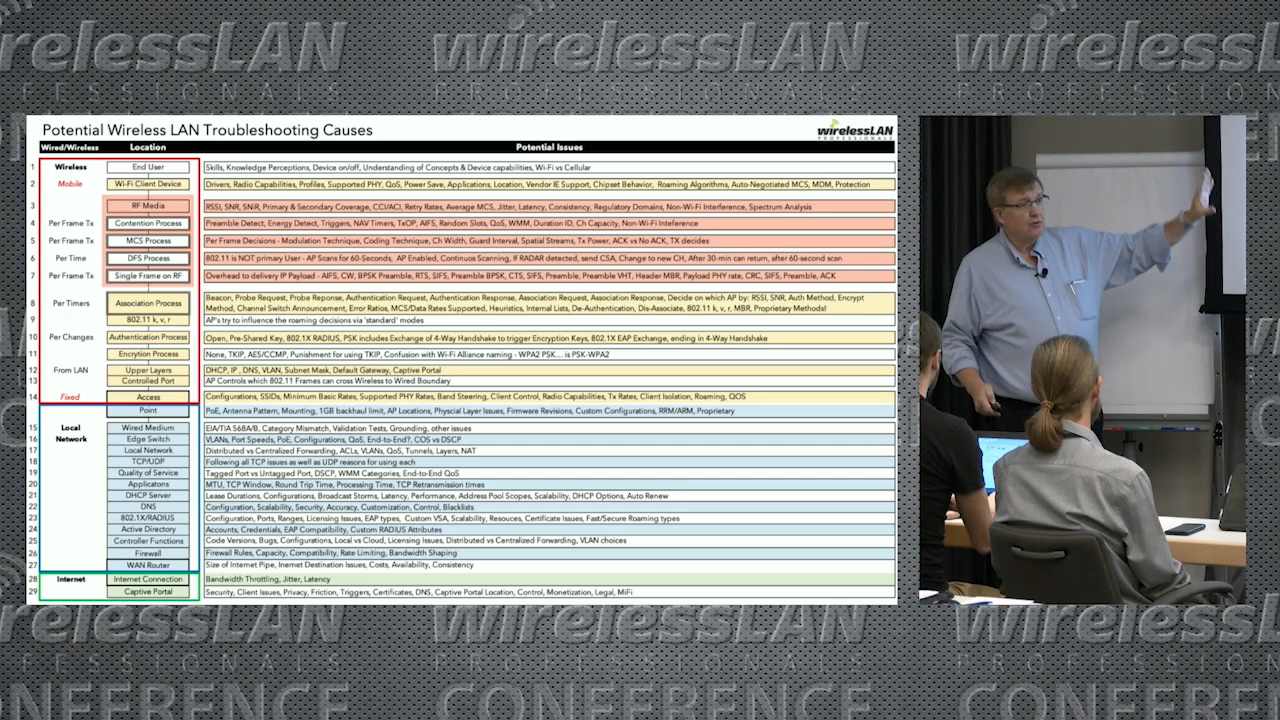 wirelessLAN wirelessLAN wirelessLAN
Potential Wireless LAN Troubleshooting Causes
wirelessLAN
PROFESSIONALS
Wired/Wireless Location Potential Issues
1 Wireless End User Skills, Knowledge Perceptions, Device on/off, Understanding of Concepts & Device capabilities, Wi-Fi vs Cellular
2 Mobile Wi-Fi Client Device Drivers, Radio Capabilities, Profiles, Supported PHY, QoS, Power Save, Applications, Location, Vendor IE Support, Chipset Behavior, Roaming Algorithms, Auto-Negotiated MCS, MDM, Protection
3 RF Media RSSI, SNR, SNiR, Primary & Secondary Coverage, CCI/ACI, Retry Rates, Average MCS, Jitter, Latency, Consistency, Regulatory Domains, Non-Wi-Fi Interference, Spectrum Analysis
4 Per Frame Tx Contention Process Preamble Detect, Energy Detect, Triggers, NAV Timers, TxOP, AIFS, Random Slots, QoS, WMM, Duration ID, Ch Capacity, Non-Wi-Fi Interference
5 Per Frame Tx MCS Process Per Frame Decisions - Modulation Technique, Coding Technique, Ch Width, Guard Interval, Spatial Streams, Tx Power, ACK vs No ACK, TX decides
6 Per Time DFS Process 802.11 is NOT primary User - AP Scans for 60-Seconds, AP Enabled, Continuos Scanning, If RADAR detected, send CSA, Change to new CH, After 30-min can return, after 60-second scan
7 Per Frame Tx Single Frame on RF Overhead to delivery IP Payload - AIFS, CW, BPSK Preamble, RTS, SIFS, Preamble BPSK, CTS, SIFS, Preamble, Preamble VHT, Header MBR, Payload PHY rate, CRC, SIFS, Preamble, ACK
8 Per Timers Association Process Beacon, Probe Request, Probe Reponse, Authentication Request, Authentication Response, Association Request, Association Response, Decide on which AP by: RSSI, SNR, Auth Method, Encrypt
Method, Channel Switch Announcement, Error Ratios, MCS/Data Rates Supported, Heuristics, Internal Lists, De-Authentication, Dis-Associate, 802.11 k, v, r, MBR, Proprietary Methods!
9 802.11 k, v, r AP's try to influence the roaming decisions via 'standard' modes
10 Per Changes Authentication Process Open, Pre-Shared Key, 802.1X RADIUS, PSK includes Exchange of 4-Way Handshake to trigger Encryption Keys, 802.1X EAP Exchange, ending in 4-Way Handshake
11 Encrytion Process None, TKIP, AES/CCMP, Punishment for using TKIP, Confusion with Wi-Fi Alliance naming - WPA2 PSK... is PSK-WPA2
12 From LAN Upper Layers DHCP, IP , DNS, VLAN, Subnet Mask, Default Gateway, Captive Portal
13 Controlled Port AP Controls which 802.11 Frames can cross Wireless to Wired Boundary
14 Fixed Access Configurations, SSIDs, Minimum Basic Rates, Supported PHY Rates, Band Steering, Client Control, Radio Capabilities, Tx Rates, Client Isolation, Roaming, QOS
Point PoE, Antenna Pattern, Mounting, 1GB backhaul limit, AP Locations, Physcial Layer Issues, Firmware Revisions, Custom Configurations, RRM/ARM, Proprietary
15 Local Wired Medium EIA/TIA 568A/B, Category Mismatch, Validation Tests, Grounding, other issues
16 Network Edge Switch VLANs, Port Speeds, PoE, Configurations, QoS, End-to-End?, COS vs DSCP
17 Local Network Distributed vs Centralized Forwarding, ACLs, VLANs, QoS, Tunnels, Layers, NAT
18 TCP/UDP Following all TCP issues as well as UDP reasons for using each
19 Quality of Service Tagged Port vs Untagged Port, DSCP, WMM Categories, End-to-End QoS
20 Applicatons MTU, TCP Window, Round Trip Time, Processing Time, TCP Retransmission times
21 DHCP Server Lease Durations, Configurations, Broadcast Storms, Latency, Performance, Address Pool Scopes, Scalability, DHCP Options, Auto Renew
22 DNS Configuration, Scalability, Security, Accuracy, Customization, Control, Blacklists
23 802.1X/RADIUS Configuration, Ports, Ranges, Licensing Issues, EAP types, Custom VSA, Scalability, Resouces, Certificate Issues, Fast/Secure Roaming types
24 Active Directory Accounts, Credentials, EAP Compatibility, Custom RADIUS Attributes
25 Controller Functions Code Versions, Bugs, Configurations, Local vs Cloud, Licensing Issues, Distributed vs Centralized Forwarding, VLAN choices
26 Firewall Firewall Rules, Capacity, Compatibility, Rate Limiting, Bandwidth Shaping
27 WAN Router Size of Internet Pipe, Internet Destination Issues, Costs, Availability, Consistency
28 Internet Internet Connection Bandwidth Throttling, Jitter, Latency
29 Captive Portal Security, Client Issues, Privacy, Friction, Triggers, Certificates, DNS, Captive Portal Location, Control, Monetization, Legal, MiFi
wirelessLAN wirelessLAN wirelessLAN
PROFESSIONALS
CONFERENCE CONFERENCE